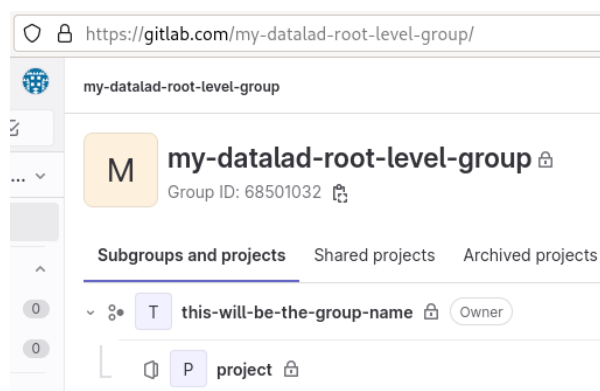 https://gitlab.com/my-datalad-root-level-group/
my-datalad-root-level-group
M
my-datalad-root-level-group
Group ID: 68501032
...
Subgroups and projects Shared projects Archived projects
0
T this-will-be-the-group-name Owner
0
P project